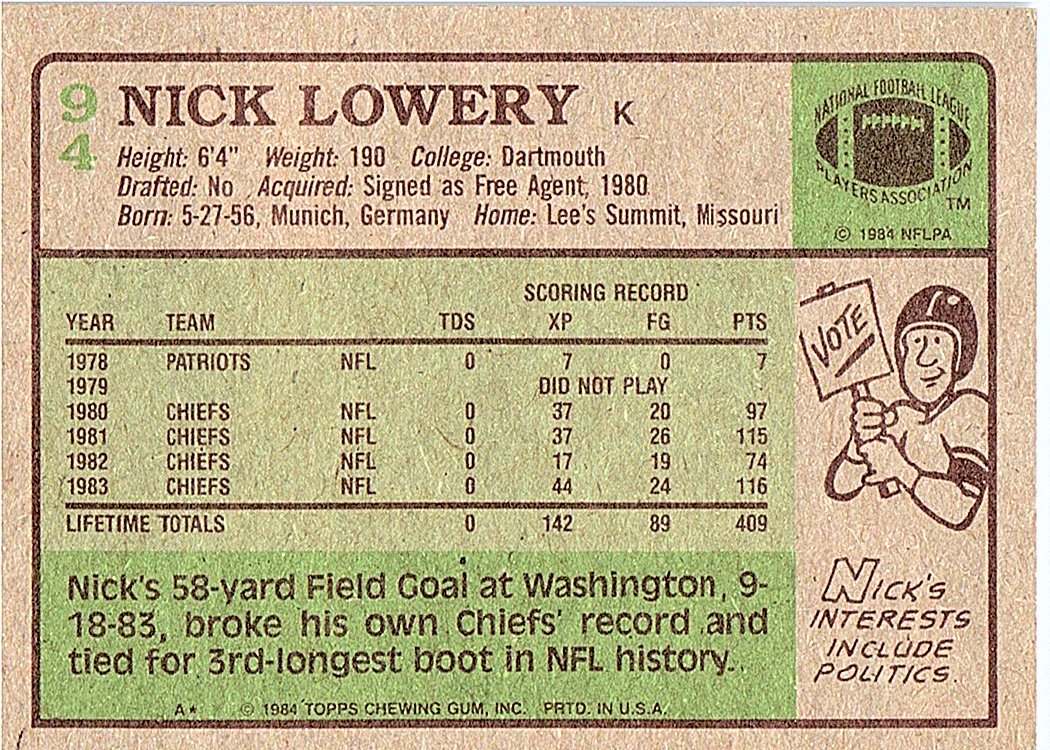 94
NICK LOWERY K
Height: 6'4" Weight: 190 College: Dartmouth
Drafted: No Acquired: Signed as Free Agent, 1980
Born: 5-27-56, Munich, Germany Home: Lee's Summit, Missouri
NATIONAL FOOTBALL LEAGUE
PLAYERS ASSOCIATION
TM
© 1984 NFLPA
SCORING RECORD
YEAR TEAM TDS XP FG PTS
1978 PATRIOTS NFL 0 7 0 7
1979 DID NOT PLAY
1980 CHIEFS NFL 0 37 20 97
1981 CHIEFS NFL 0 37 26 115
1982 CHIEFS NFL 0 17 19 74
1983 CHIEFS NFL 0 44 24 116
LIFETIME TOTALS 0 142 89 409
VOTE
Nick's 58-yard Field Goal at Washington, 9-
18-83, broke his own Chiefs' record and
tied for 3rd-longest boot in NFL history.
NICK'S
INTERESTS
INCLUDE
POLITICS.
A* © 1984 TOPPS CHEWING GUM, INC. PRTD. IN U.S.A.